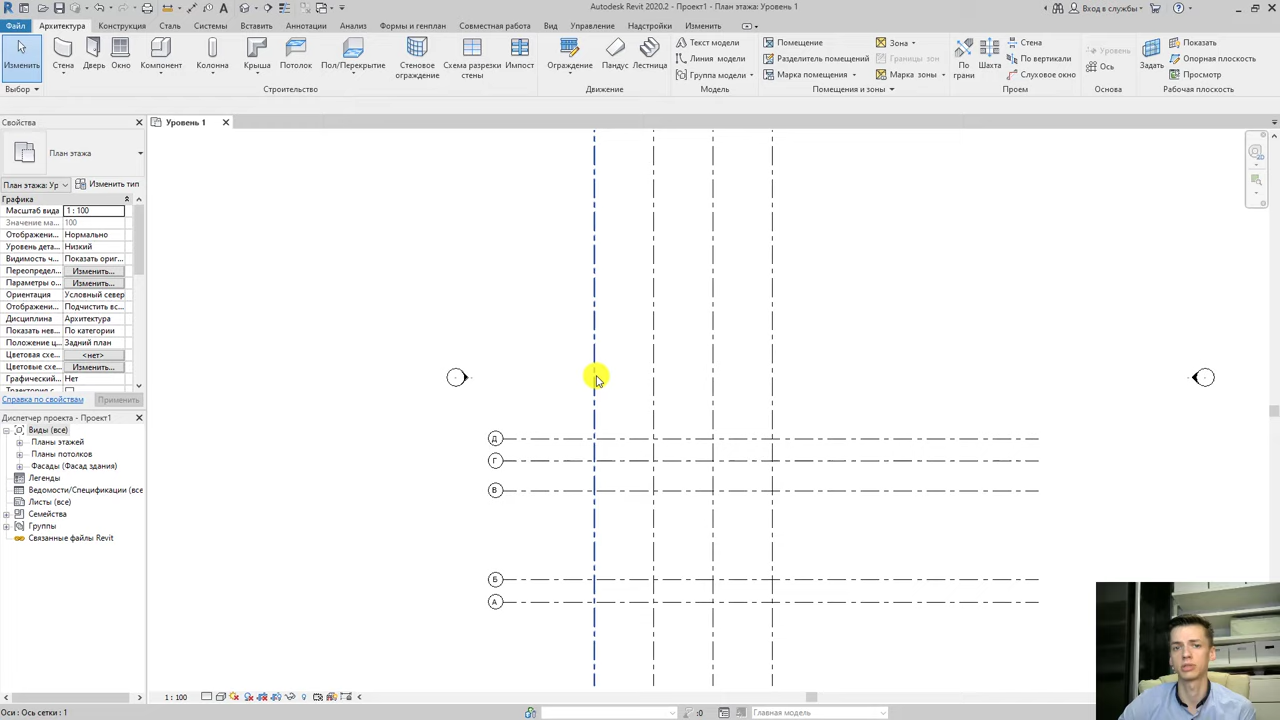 Autodesk Revit 2020.2 - Проект1 - План этажа: Уровень 1
Вход в службы
Файл Архитектура Конструкция Сталь Системы Вставить Аннотации Анализ Формы и генплан Совместная работа Вид Управление Надстройки Изменить
Изменить Стена Дверь Окно Компонент Колонна Крыша Потолок Пол/Перекрытие Стеновое ограждение Схема разрезки стены Импост Ограждение Пандус Лестница
Текст модели
Линия модели
Группа модели
Помещение
Разделитель помещений
Марка помещения
Зона
Границы зон
Марка зоны
По грани
Шахта
Стена
По вертикали
Слуховое окно
Уровень
Ось
Задать
Показать
Опорная плоскость
Просмотр
Выбор Строительство Движение Модель Помещения и зоны Проем Основа Рабочая плоскость
Свойства
Уровень 1
План этажа
План этажа: Ур Изменить тип
Графика
Масштаб вида 1 : 100
Значение ма... 100
Отображени... Нормально
Уровень дета... Низкий
Видимость ч... Показать ориг...
Переопредел... Изменить...
Параметры о... Изменить...
Ориентация Условный север
Отображени... Подчистить вс...
Дисциплина Архитектура
Показать нев... По категории
Положение ц... Задний план
Цветовая схе... <нет>
Цветовые схе... Изменить...
Графический... Нет
Справка по свойствам Применить
Диспетчер проекта - Проект1
Виды (все)
Планы этажей
Планы потолков
Фасады (Фасад здания)
Легенды
Ведомости/Спецификации (все
Листы (все)
Семейства
Группы
Связанные файлы Revit
Д
Г
В
Б
А
1 : 100
Оси : Ось сетки : 1
:0
Главная модель